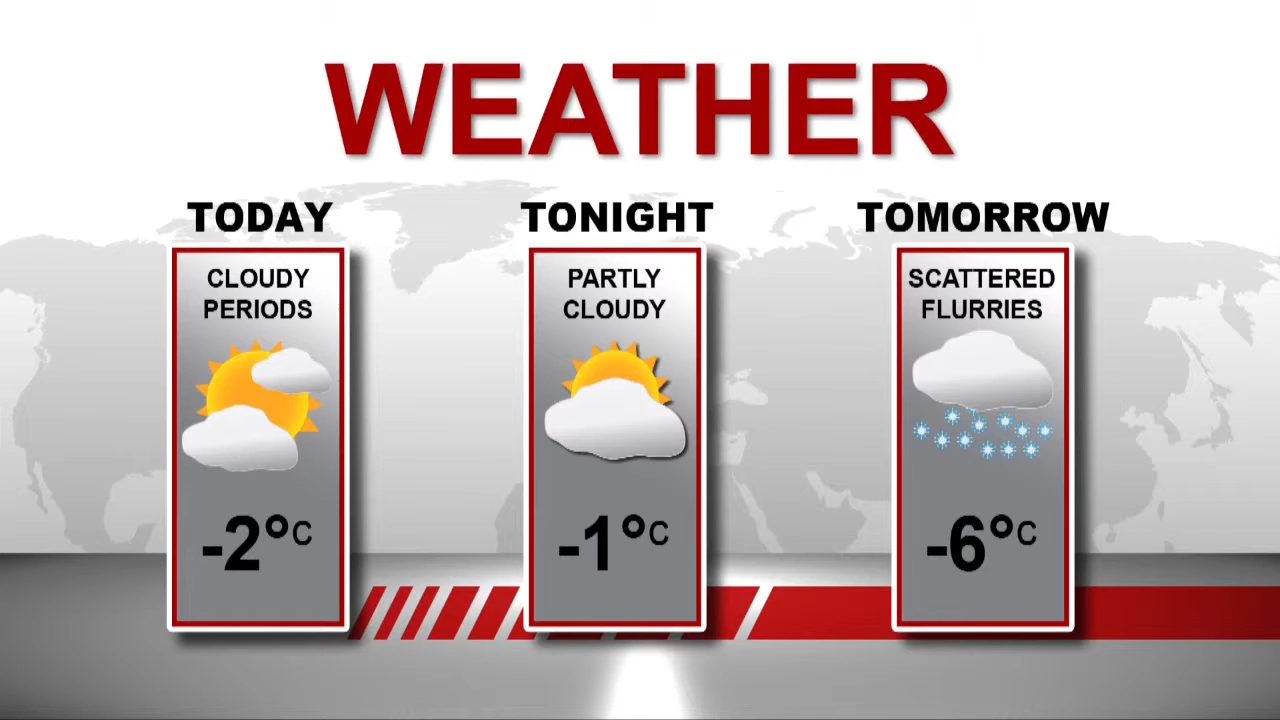 WEATHER
TODAY
CLOUDY
PERIODS
-2°C
TONIGHT
PARTLY
CLOUDY
-1°C
TOMORROW
SCATTERED
FLURRIES
-6°C